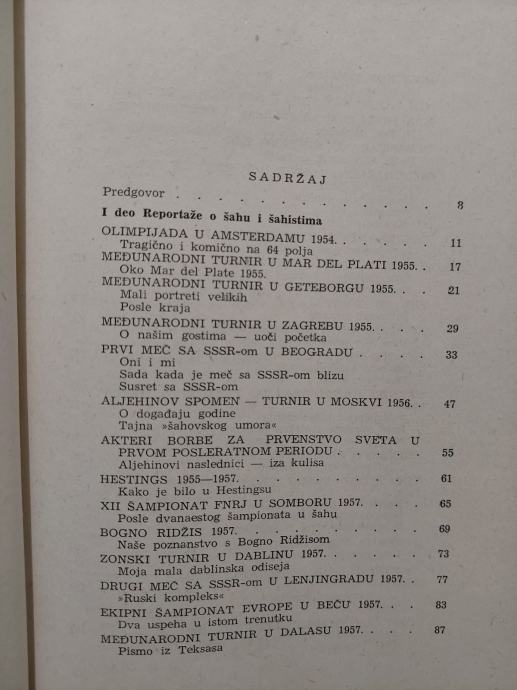 SADRŽAJ
Predgovor . . . . . . . . . . . . . 8
I deo Reportaže o šahu i šahistima
OLIMPIJADA U AMSTERDAMU 1954. . . . . . 11
Tragično i komično na 64 polja
MEĐUNARODNI TURNIR U MAR DEL PLATI 1955. . 17
Oko Mar del Plate 1955.
MEĐUNARODNI TURNIR U GETEBORGU 1955. . . 21
Mali portreti velikih
Posle kraja
MEĐUNARODNI TURNIR U ZAGREBU 1955. . . . 29
O našim gostima — uoči početka
PRVI MEČ SA SSSR-om U BEOGRADU . . . . 33
Oni i mi
Sada kada je meč sa SSSR-om blizu
Susret sa SSSR-om
ALJEHINOV SPOMEN — TURNIR U MOSKVI 1956. . 47
O događaju godine
Tajna »šahovskog umora«
AKTERI BORBE ZA PRVENSTVO SVETA U
PRVOM POSLERATNOM PERIODU . . . . . 55
Aljehinovi naslednici — iza kulisa
HESTINGS 1955—1957. . . . . . . . . 61
Kako je bilo u Hestingsu
XII ŠAMPIONAT FNRJ U SOMBORU 1957. . . . 65
Posle dvanaestog šampionata u šahu
BOGNO RIDŽIS 1957. . . . . . . . . . 69
Naše poznanstvo s Bogno Ridžisom
ZONSKI TURNIR U DABLINU 1957. . . . . . 73
Moja mala dablinska odiseja
DRUGI MEČ SA SSSR-om U LENJINGRADU 1957. . 77
»Ruski kompleks«
EKIPNI ŠAMPIONAT EVROPE U BEČU 1957. . . 83
Dva uspeha u istom trenutku
MEĐUNARODNI TURNIR U DALASU 1957. . . . 87
Pismo iz Teksasa